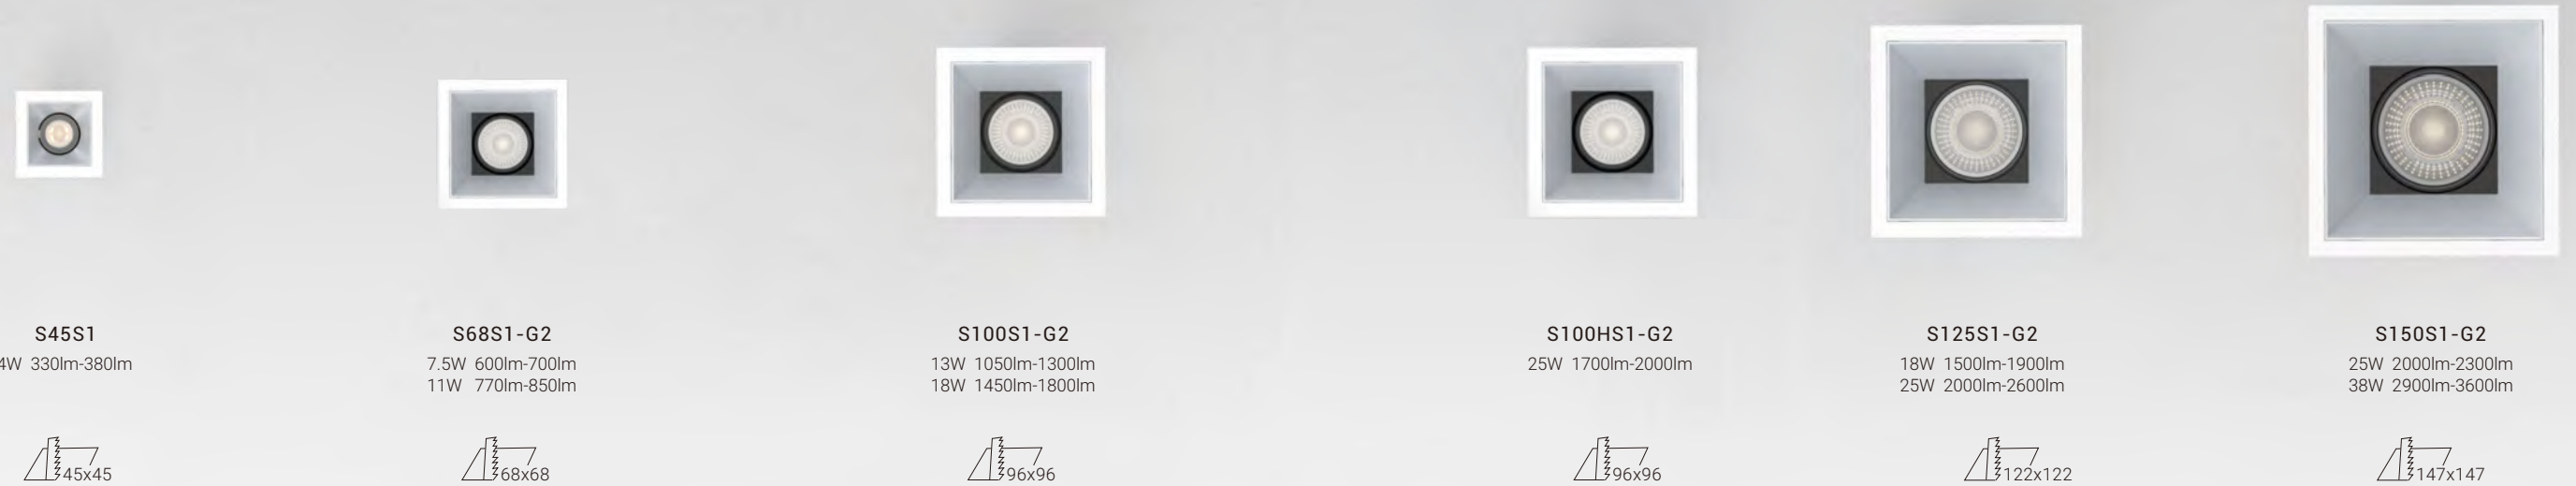 S45S1
4W 330lm-380lm
45x45
S68S1-G2
7.5W 600lm-700lm
11W 770lm-850lm
68x68
S100S1-G2
13W 1050lm-1300lm
18W 1450lm-1800lm
96x96
S100HS1-G2
25W 1700lm-2000lm
96x96
S125S1-G2
18W 1500lm-1900lm
25W 2000lm-2600lm
122x122
S150S1-G2
25W 2000lm-2300lm
38W 2900lm-3600lm
147x147